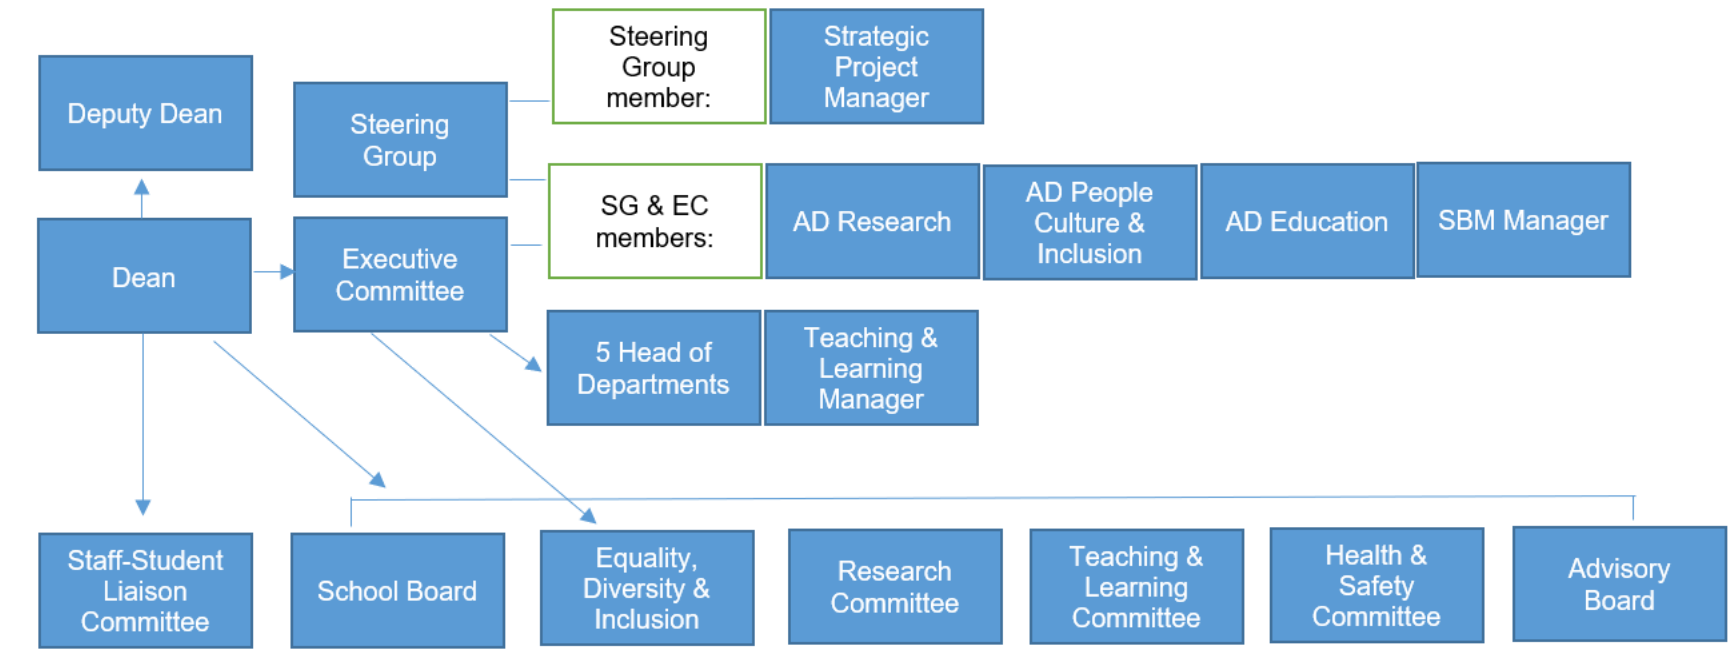 Deputy Dean
Dean
Steering
Group
Executive
Committee
Steering
Group
member:
Strategic
Project
Manager
SG & EC
members:
AD Research
AD People
Culture &
Inclusion
AD Education
SBM Manager
5 Head of
Departments
Teaching &
Learning
Manager
Staff-Student
Liaison
Committee
School Board
Equality,
Diversity &
Inclusion
Research
Committee
Teaching &
Learning
Committee
Health &
Safety
Committee
Advisory
Board